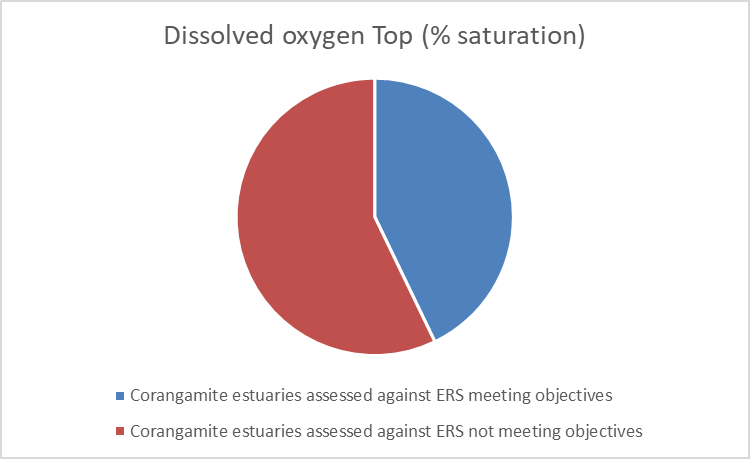 Dissolved oxygen Top (% saturation)
Corangamite estuaries assessed against ERS meeting objectives
Corangamite estuaries assessed against ERS not meeting objectives